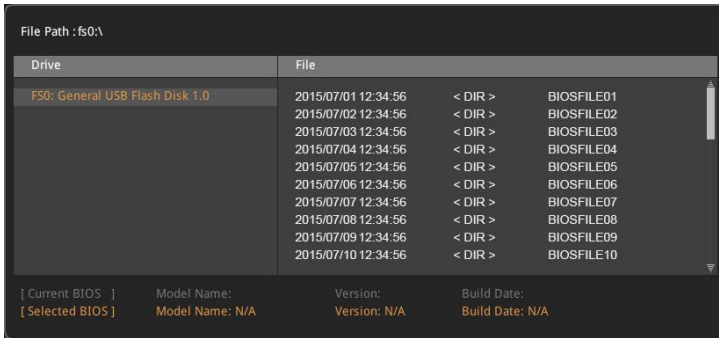 File Path : fs0:\
Drive File
FS0: General USB Flash Disk 1.0
2015/07/01 12:34:56 < DIR > BIOSFILE01
2015/07/02 12:34:56 < DIR > BIOSFILE02
2015/07/03 12:34:56 < DIR > BIOSFILE03
2015/07/04 12:34:56 < DIR > BIOSFILE04
2015/07/05 12:34:56 < DIR > BIOSFILE05
2015/07/06 12:34:56 < DIR > BIOSFILE06
2015/07/07 12:34:56 < DIR > BIOSFILE07
2015/07/08 12:34:56 < DIR > BIOSFILE08
2015/07/09 12:34:56 < DIR > BIOSFILE09
2015/07/10 12:34:56 < DIR > BIOSFILE10
[ Current BIOS ] Model Name: Version: Build Date:
[ Selected BIOS ] Model Name: N/A Version: N/A Build Date: N/A